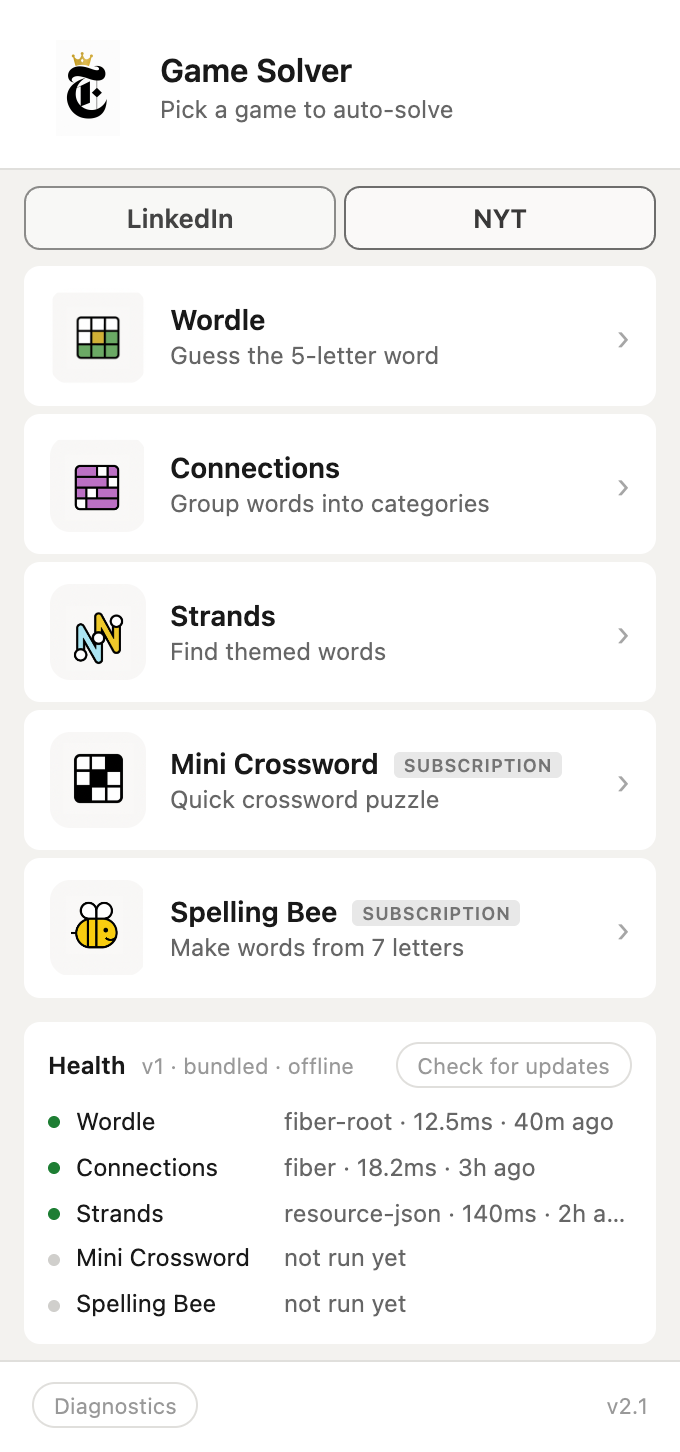 Game Solver
Pick a game to auto-solve
LinkedIn
NYT
Wordle
Guess the 5-letter word
Connections
Group words into categories
Strands
Find themed words
Mini Crossword SUBSCRIPTION
Quick crossword puzzle
Spelling Bee SUBSCRIPTION
Make words from 7 letters
Health v1 · bundled · offline Check for updates
Wordle fiber-root · 12.5ms · 40m ago
Connections fiber · 18.2ms · 3h ago
Strands resource-json · 140ms · 2h a...
Mini Crossword not run yet
Spelling Bee not run yet
Diagnostics v2.1